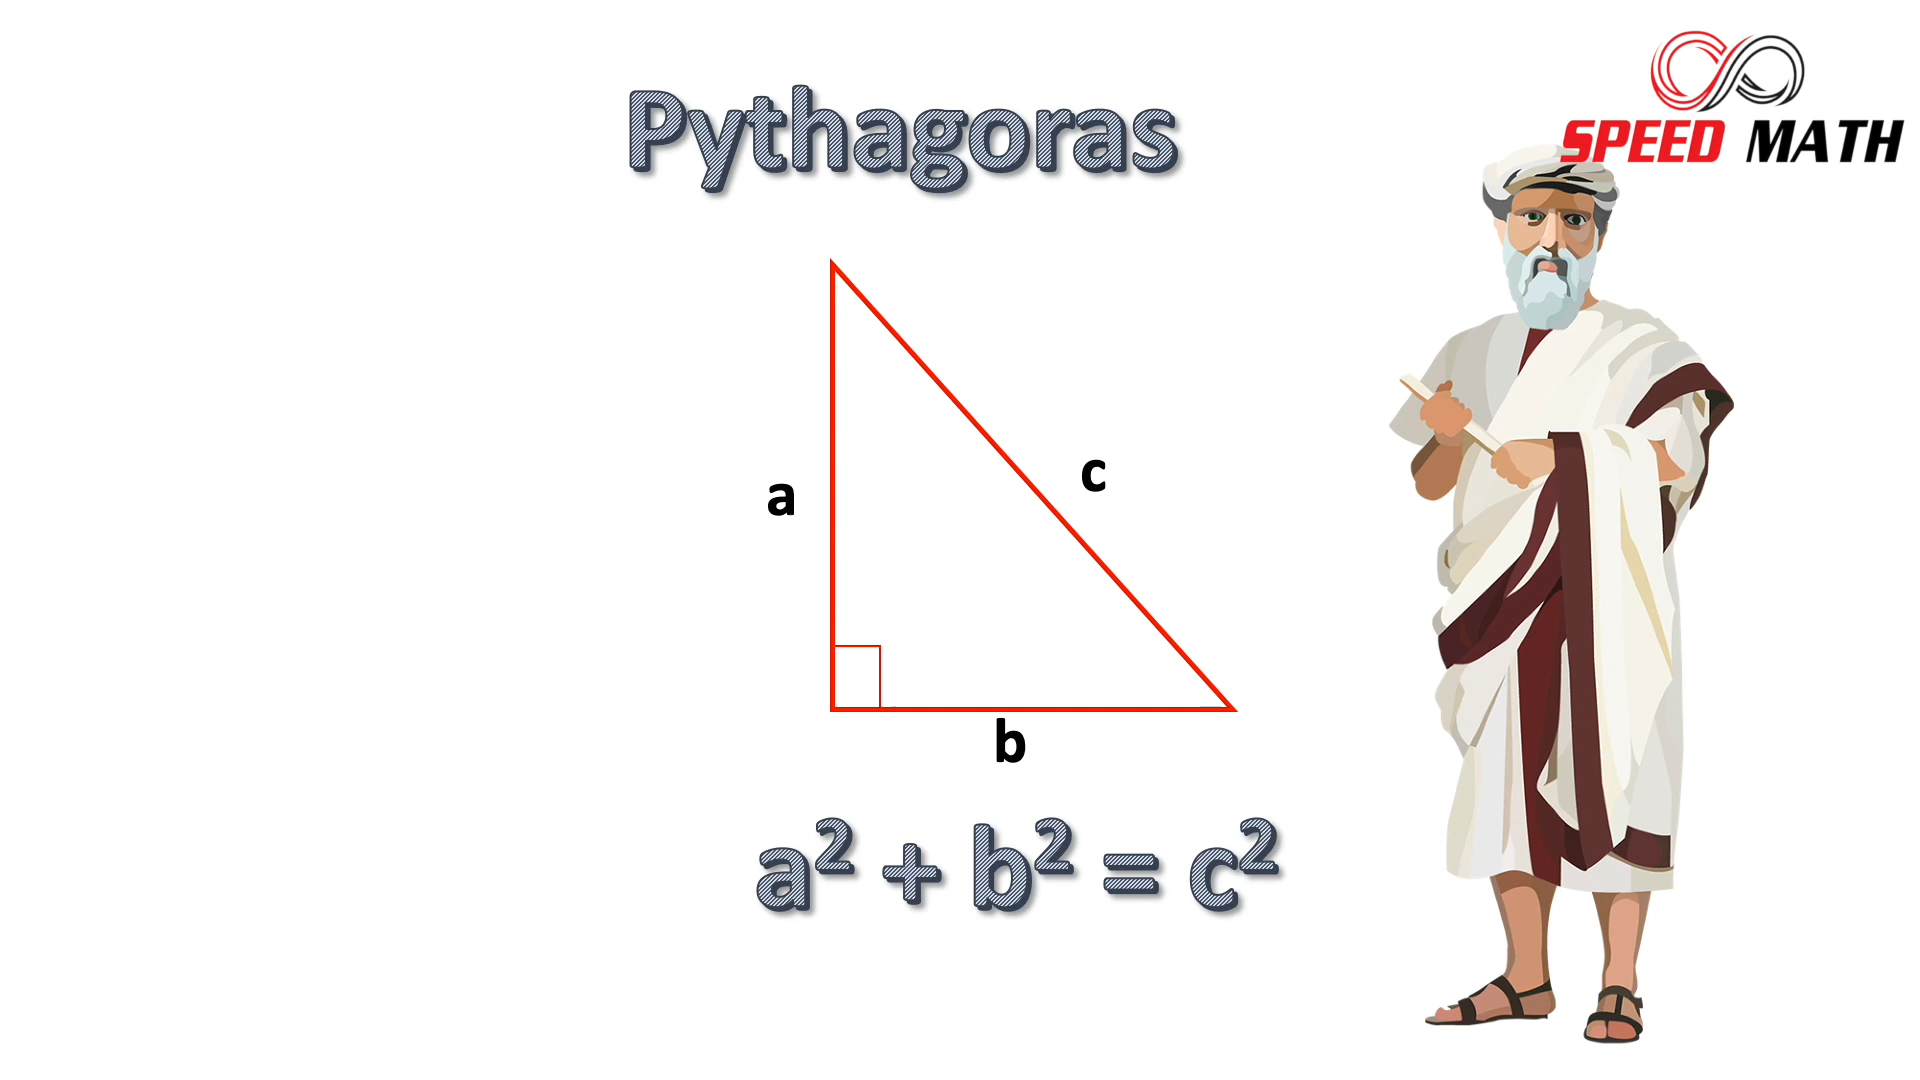 Pythagoras
SPEED MATH
a
c
b
a² + b² = c²